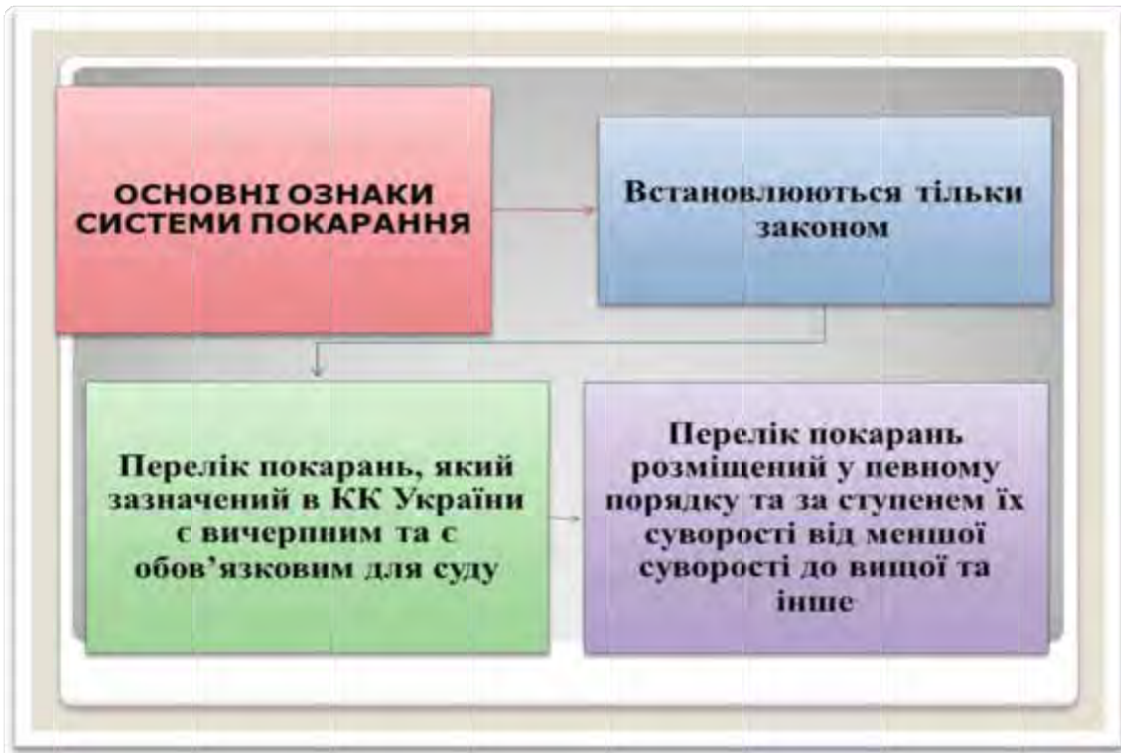 ОСНОВНІ ОЗНАКИ
СИСТЕМИ ПОКАРАННЯ
Встановлюються тільки
законом
Перелік покарань, який
зазначений в КК України
є вичерпним та є
обов’язковим для суду
Перелік покарань
розміщений у певному
порядку та за ступенем їх
суворості від меншої
суворості до вищої та
інше